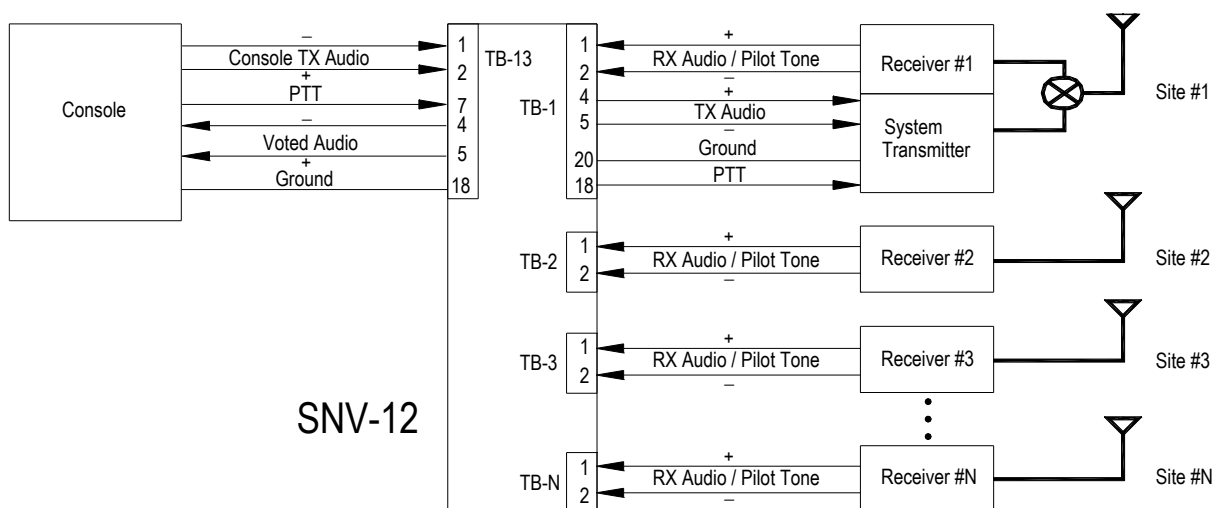 Console
–
Console TX Audio
+
PTT
–
Voted Audio
+
Ground
1
2
7
4
5
18
TB-13
TB-1
1
2
4
5
20
18
+
RX Audio / Pilot Tone
–
+
TX Audio
–
Ground
PTT
Receiver #1
System
Transmitter
Site #1
TB-2
1
2
+
RX Audio / Pilot Tone
–
Receiver #2
Site #2
TB-3
1
2
+
RX Audio / Pilot Tone
–
Receiver #3
Site #3
SNV-12
TB-N
1
2
+
RX Audio / Pilot Tone
–
Receiver #N
Site #N